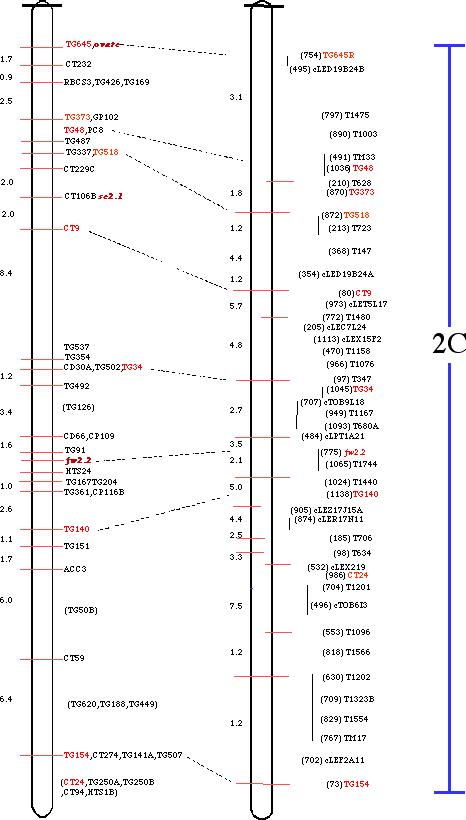 TG645,ovate
1.7
CT232
0.9
RBCS3,TG426,TG169
2.5
TG373,GP102
TG48,PC8
TG487
TG337,TG518
CT229C
2.0
CT106B se2.1
2.0
CT9
8.4
TG537
TG354
CD30A,TG502,TG34
1.2
TG492
(TG126)
3.4
CD66,CP109
1.6
TG91
fw2.2
HTS24
1.0
TG167TG204
TG361,CP116B
2.6
TG140
1.1
TG151
1.7
ACC3
6.0
(TG50B)
CT59
6.4
(TG620,TG188,TG449)
TG154,CT274,TG141A,TG507
(CT24,TG250A,TG250B
,CT94,HTS1B)
(754) TG645R
(495) cLED19B24B
3.1
(797) T1475
(890) T1003
(491) TM33
(1036) TG48
(210) T628
1.8
(870) TG373
(872) TG518
1.2
(213) T723
(368) T147
4.4
(354) cLED19B24A
1.2
(80) CT9
(973) cLET5L17
5.7
(772) T1480
(205) cLEC7L24
(1113) cLEX15F2
4.8
(470) T1158
(966) T1076
(97) T347
(1045) TG34
(707) cTOB9L18
2.7
(949) T1167
(1093) T680A
(484) cLPT1A21
3.5
(775) fw2.2
2.1
(1065) T1744
(1024) T1440
5.0
(1138) TG140
(905) cLEZ17J15A
4.4
(874) cLER17N11
2.5
(185) T706
3.3
(98) T634
(532) cLEX219
(986) CT24
(704) T1201
7.5
(496) cTOB6I3
(553) T1096
1.2
(818) T1566
(630) T1202
(709) T1323B
1.2
(829) T1554
(767) TM17
(702) cLEF2A11
(73) TG154
2C